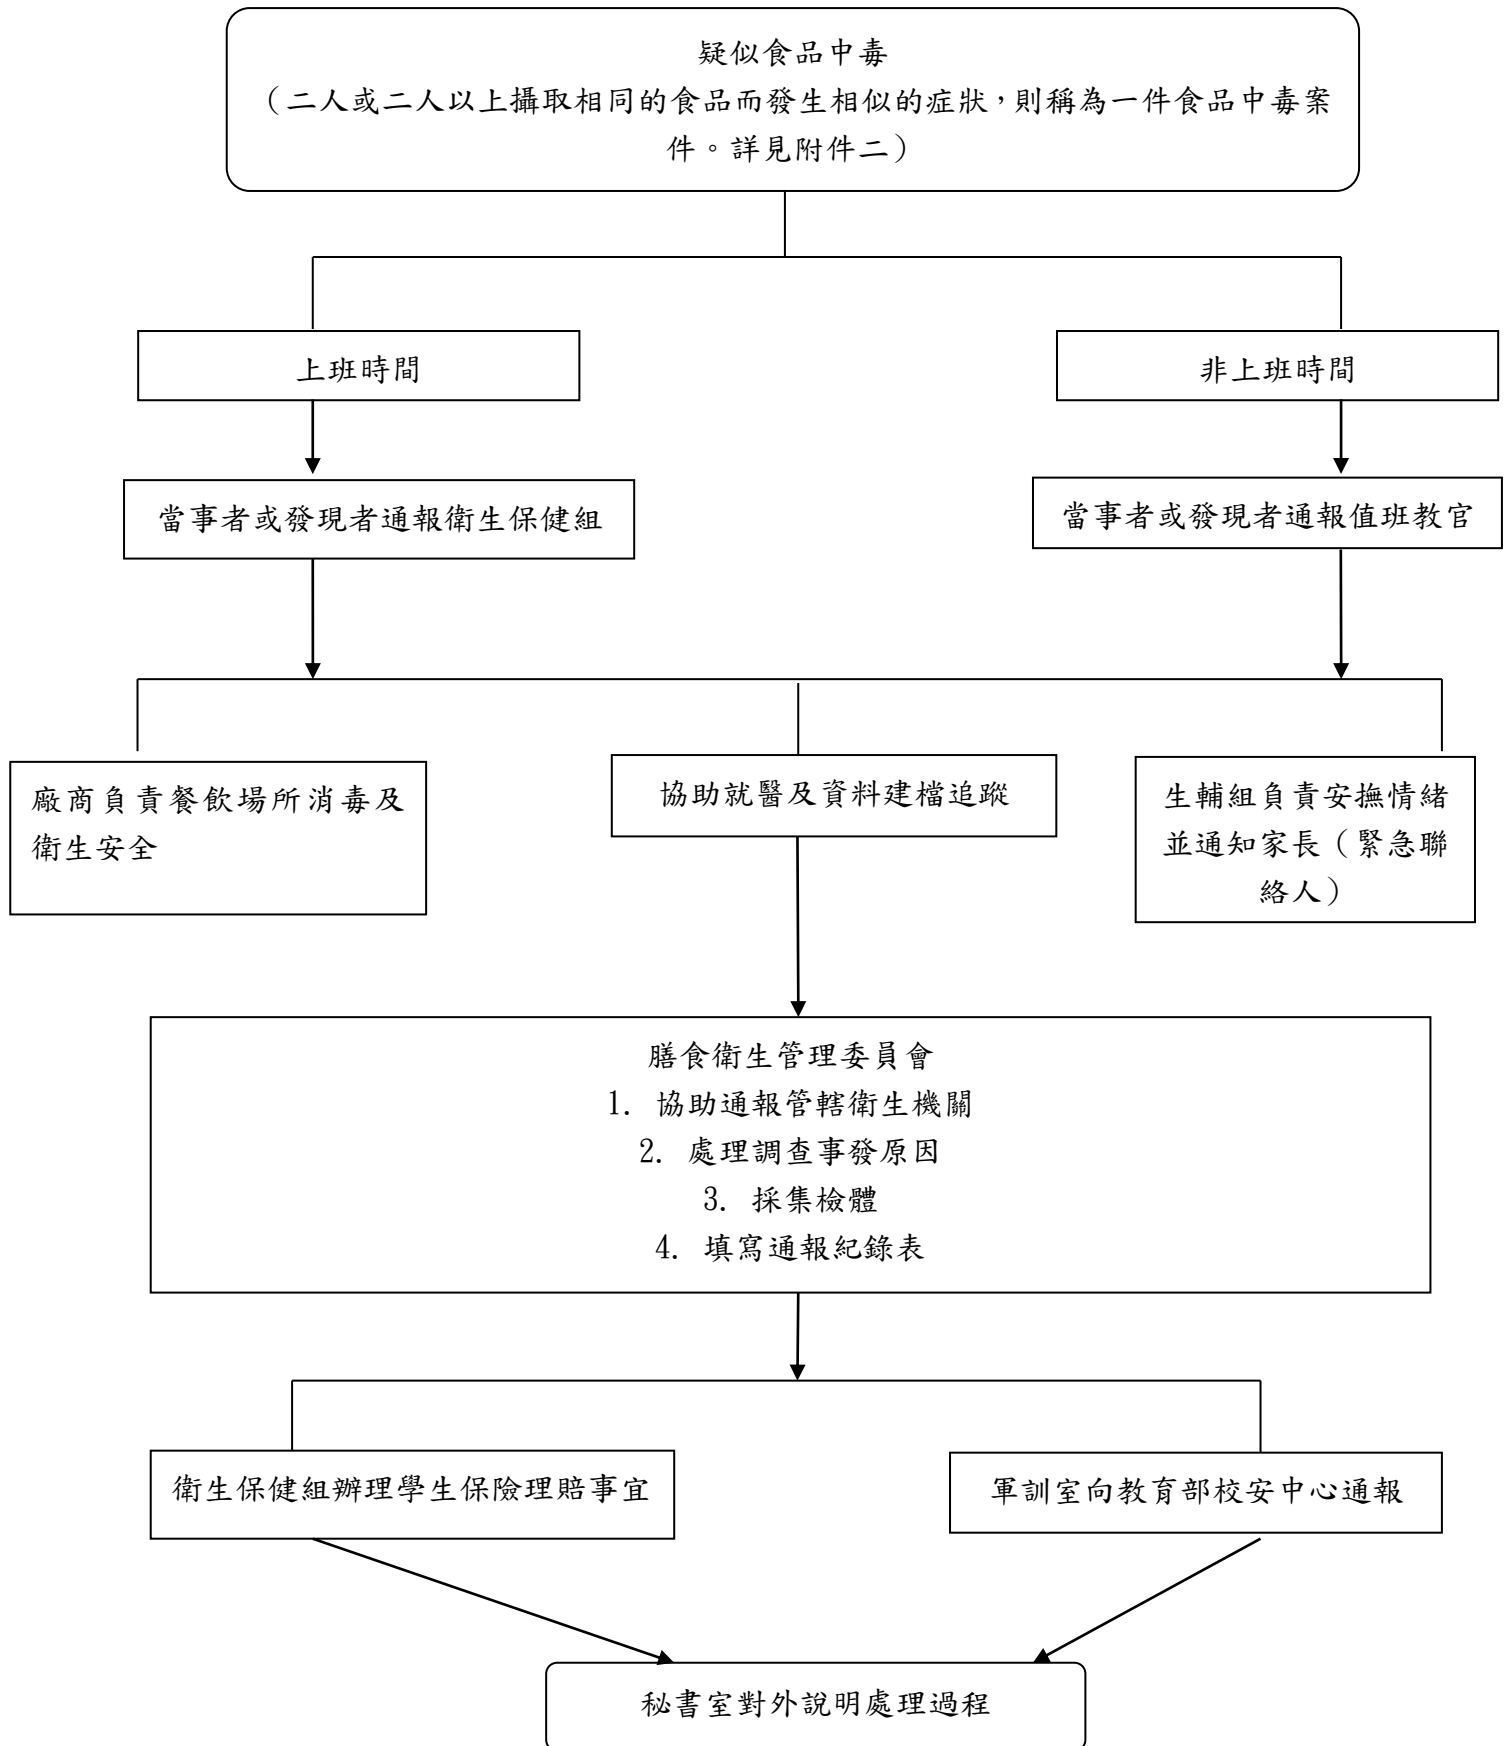 疑似食品中毒
（二人或二人以上攝取相同的食品而發生相似的症狀，則稱為一件食品中毒案
件。詳見附件二）
上班時間
非上班時間
當事者或發現者通報衛生保健組
當事者或發現者通報值班教官
廠商負責餐飲場所消毒及
衛生安全
協助就醫及資料建檔追蹤
生輔組負責安撫情緒
並通知家長（緊急聯
絡人）
膳食衛生管理委員會
1. 協助通報管轄衛生機關
2. 處理調查事發原因
3. 採集檢體
4. 填寫通報紀錄表
衛生保健組辦理學生保險理賠事宜
軍訓室向教育部校安中心通報
秘書室對外說明處理過程